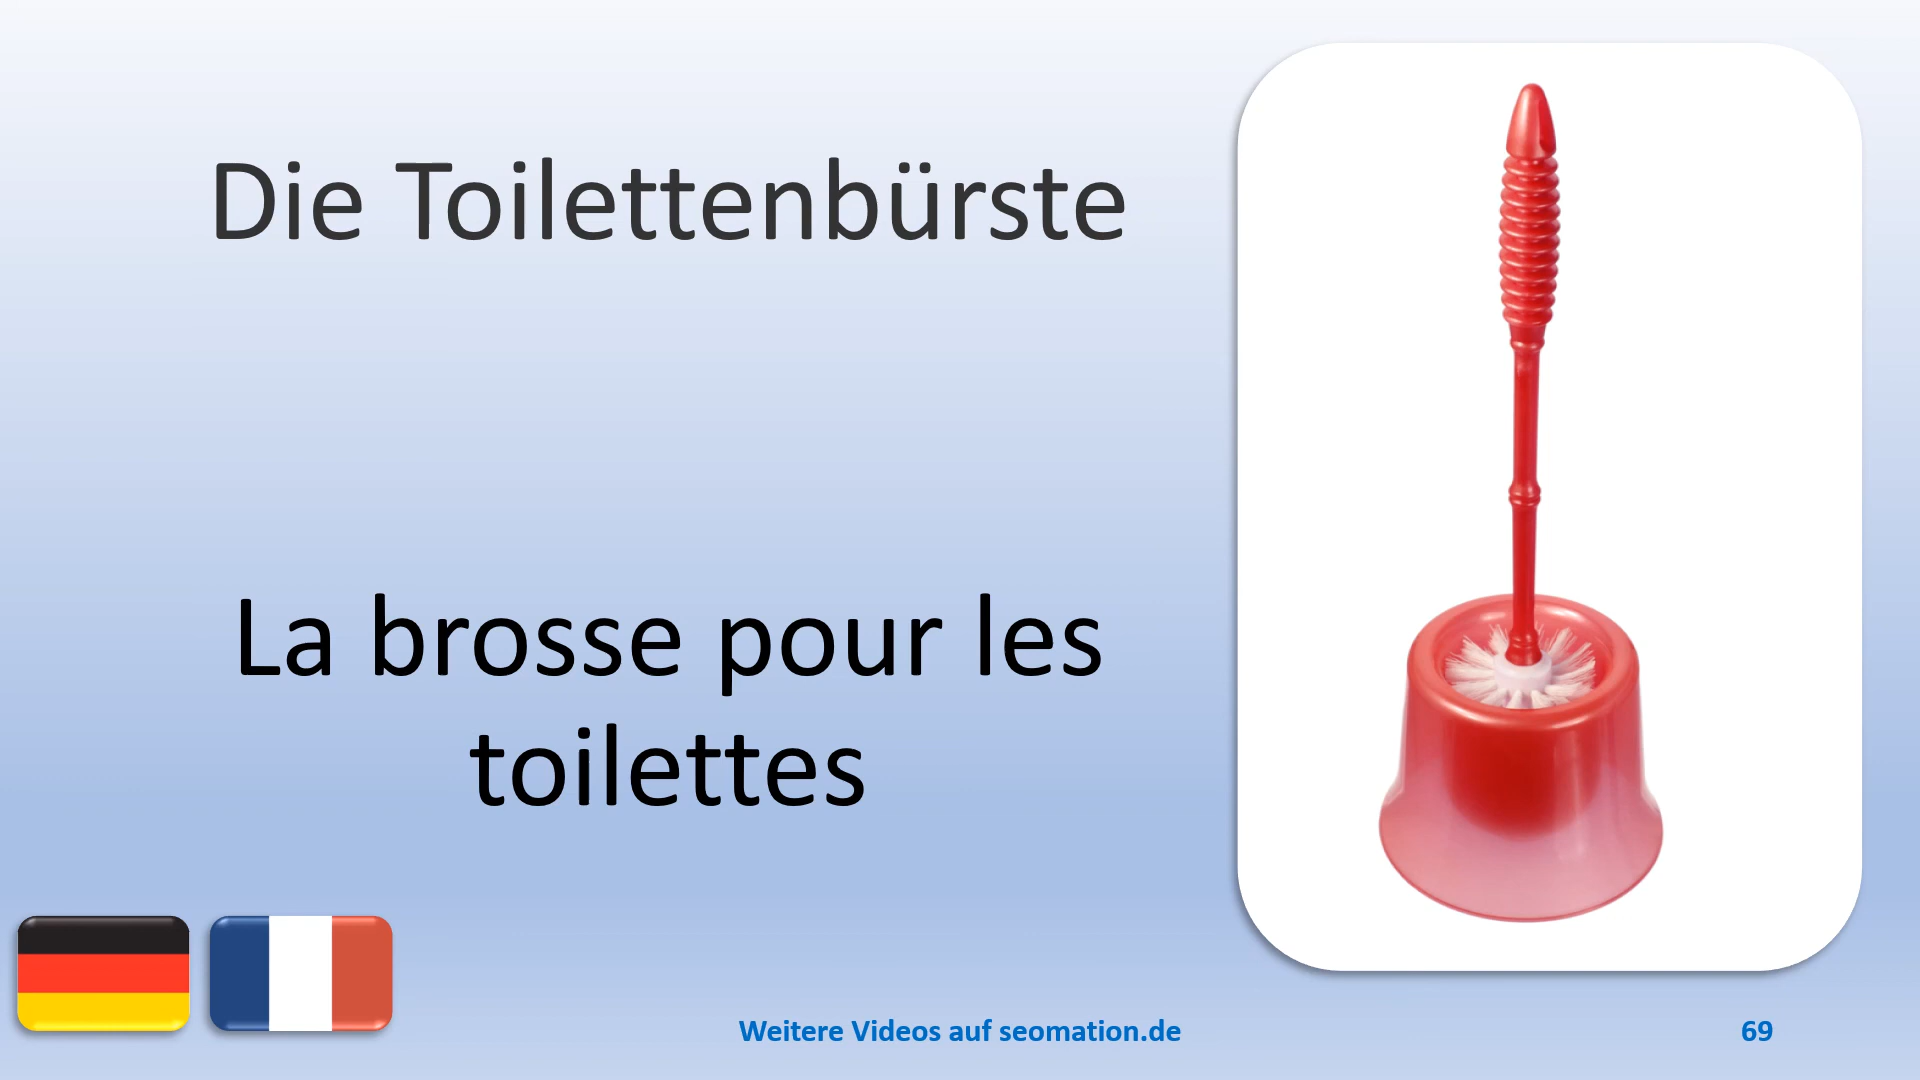 Die Toilettenbürste
La brosse pour les
toilettes
Weitere Videos auf seomation.de
69